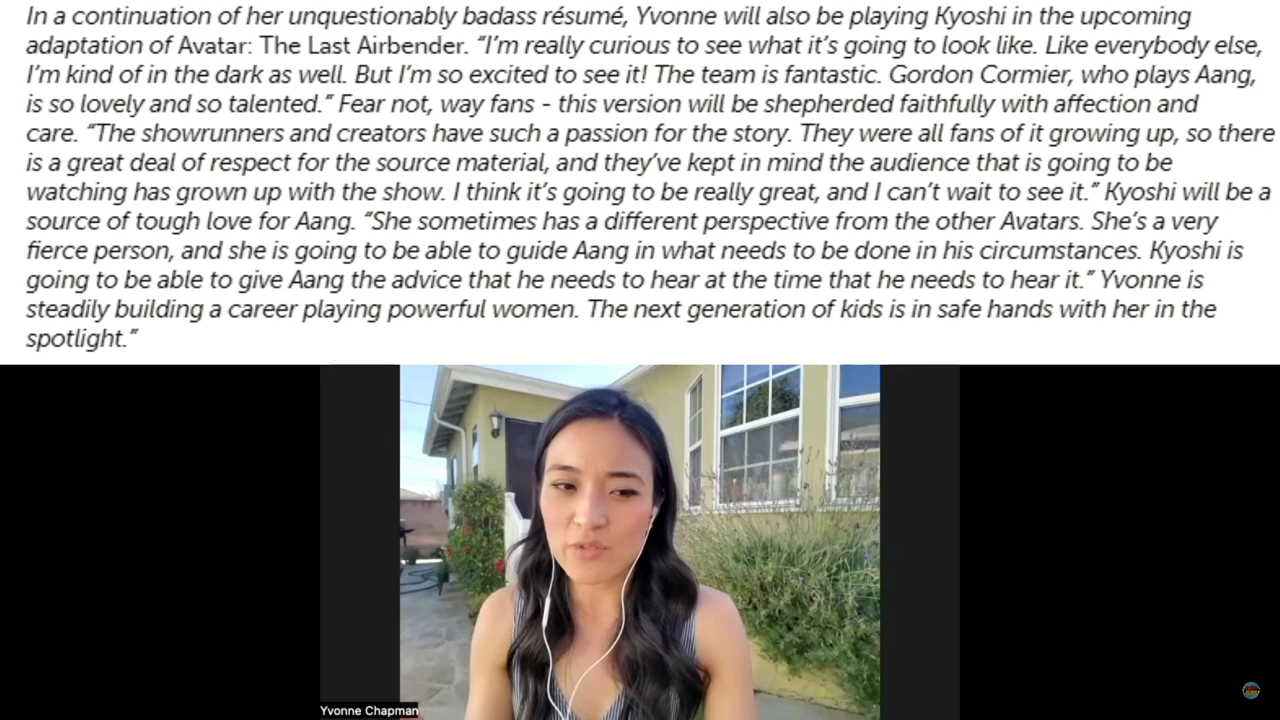 In a continuation of her unquestionably badass résumé, Yvonne will also be playing Kyoshi in the upcoming
adaptation of Avatar: The Last Airbender. “I’m really curious to see what it’s going to look like. Like everybody else,
I’m kind of in the dark as well. But I’m so excited to see it! The team is fantastic. Gordon Cormier, who plays Aang,
is so lovely and so talented.” Fear not, way fans - this version will be shepherded faithfully with affection and
care. “The showrunners and creators have such a passion for the story. They were all fans of it growing up, so there
is a great deal of respect for the source material, and they’ve kept in mind the audience that is going to be
watching has grown up with the show. I think it’s going to be really great, and I can’t wait to see it.” Kyoshi will be a
source of tough love for Aang. “She sometimes has a different perspective from the other Avatars. She’s a very
fierce person, and she is going to be able to guide Aang in what needs to be done in his circumstances. Kyoshi is
going to be able to give Aang the advice that he needs to hear at the time that he needs to hear it.” Yvonne is
steadily building a career playing powerful women. The next generation of kids is in safe hands with her in the
spotlight.”
Yvonne Chapman